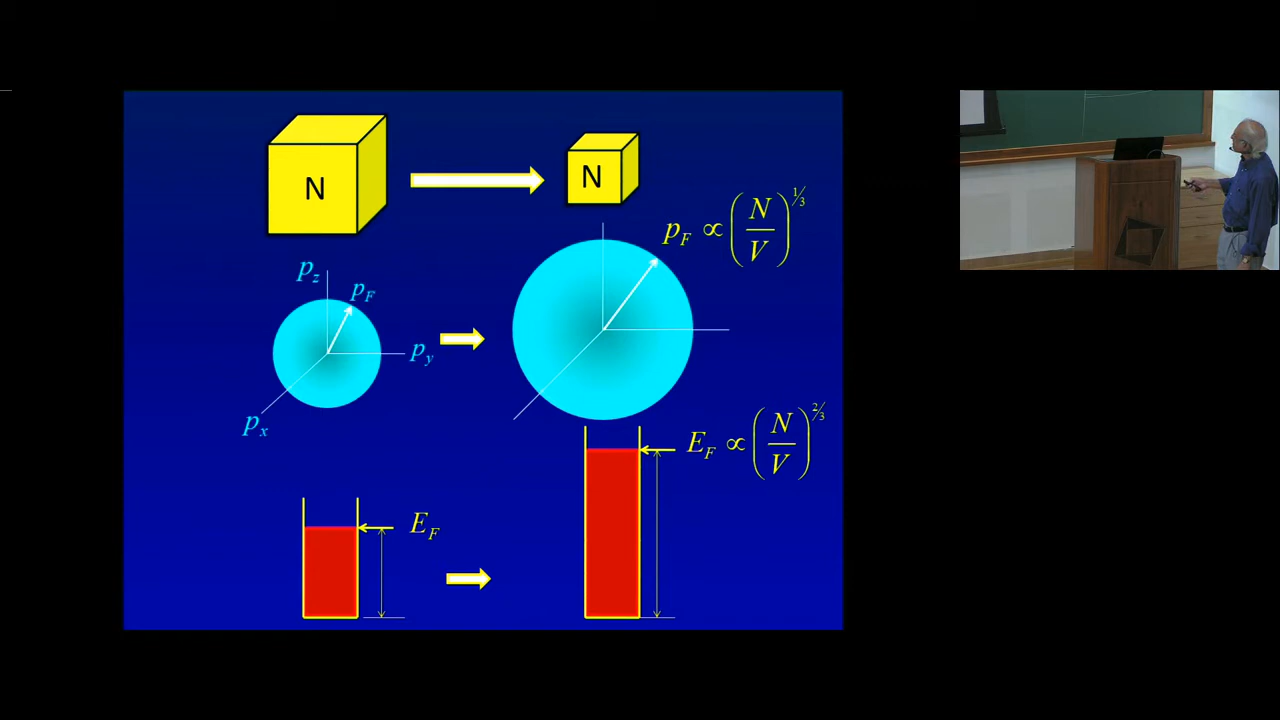 N
N
p_F ∝ (N/V)^{1/3}
p_z
p_F
p_y
p_x
E_F ∝ (N/V)^{2/3}
E_F